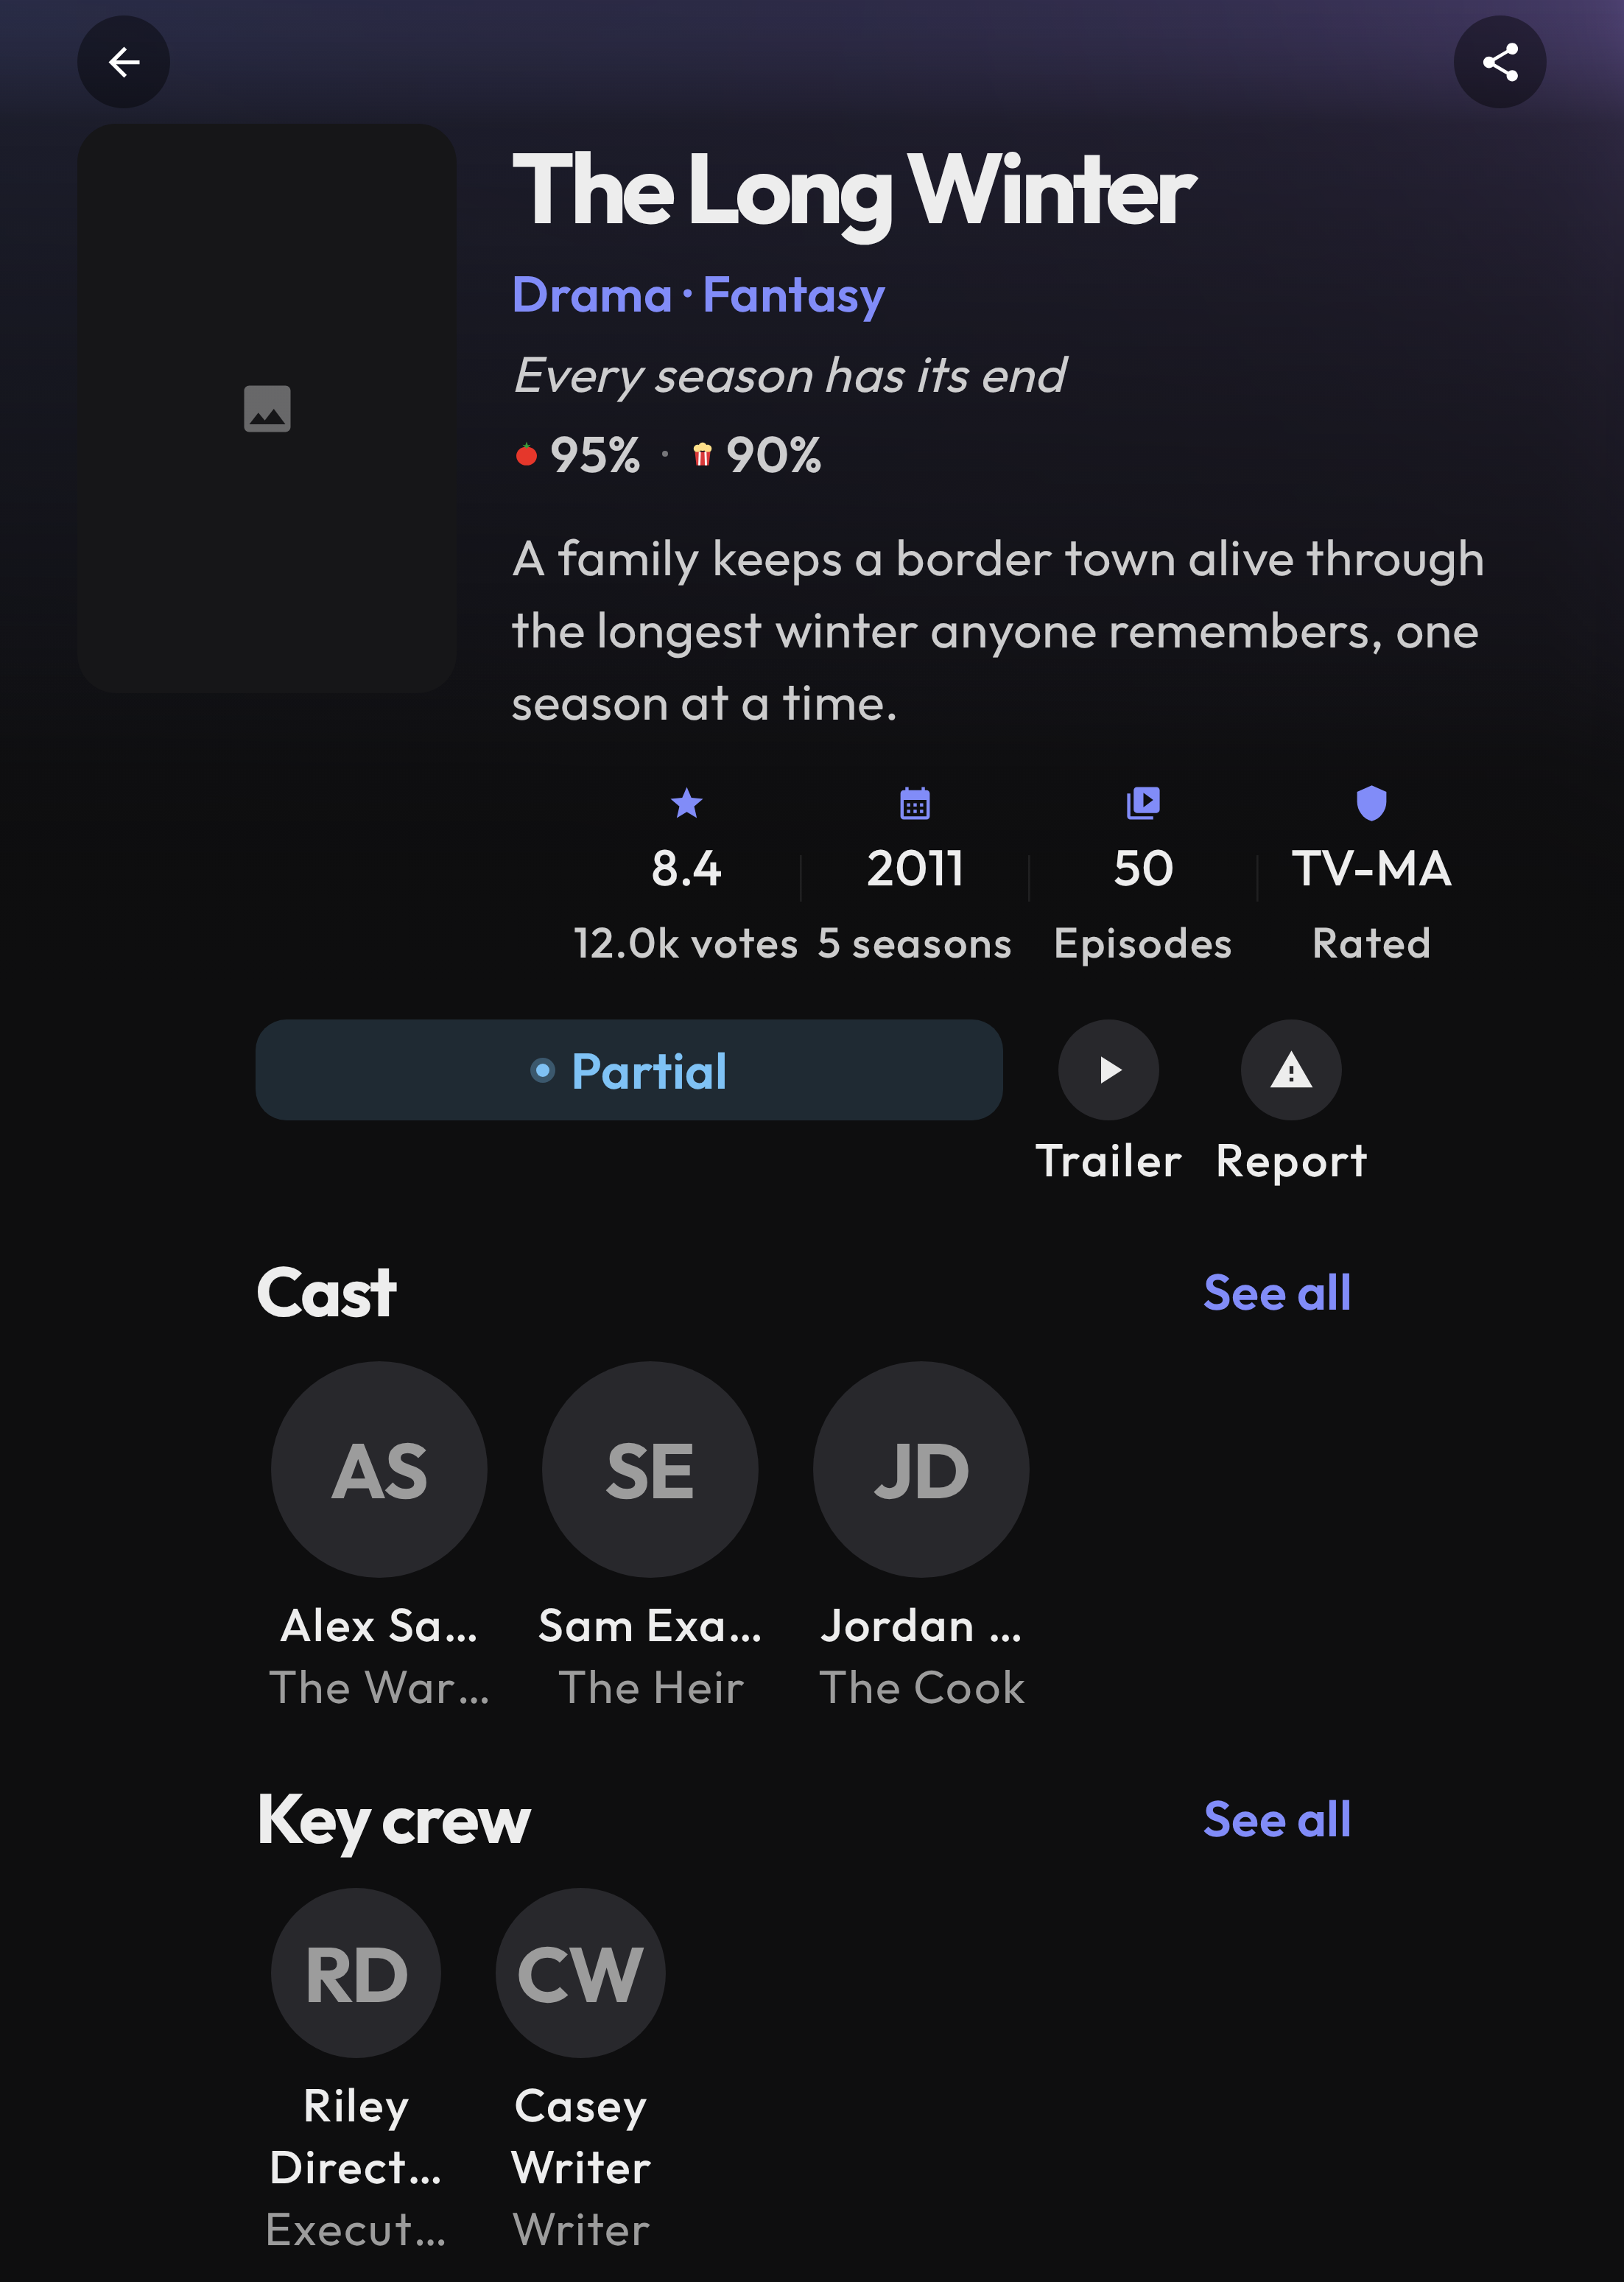 The Long Winter
Drama · Fantasy
Every season has its end
95% · 90%
A family keeps a border town alive through
the longest winter anyone remembers, one
season at a time.
8.4 2011 50 TV-MA
12.0k votes 5 seasons Episodes Rated
Partial
Trailer Report
Cast See all
AS SE JD
Alex Sa... Sam Exa... Jordan ...
The War... The Heir The Cook
Key crew See all
RD CW
Riley Casey
Direct... Writer
Execut... Writer